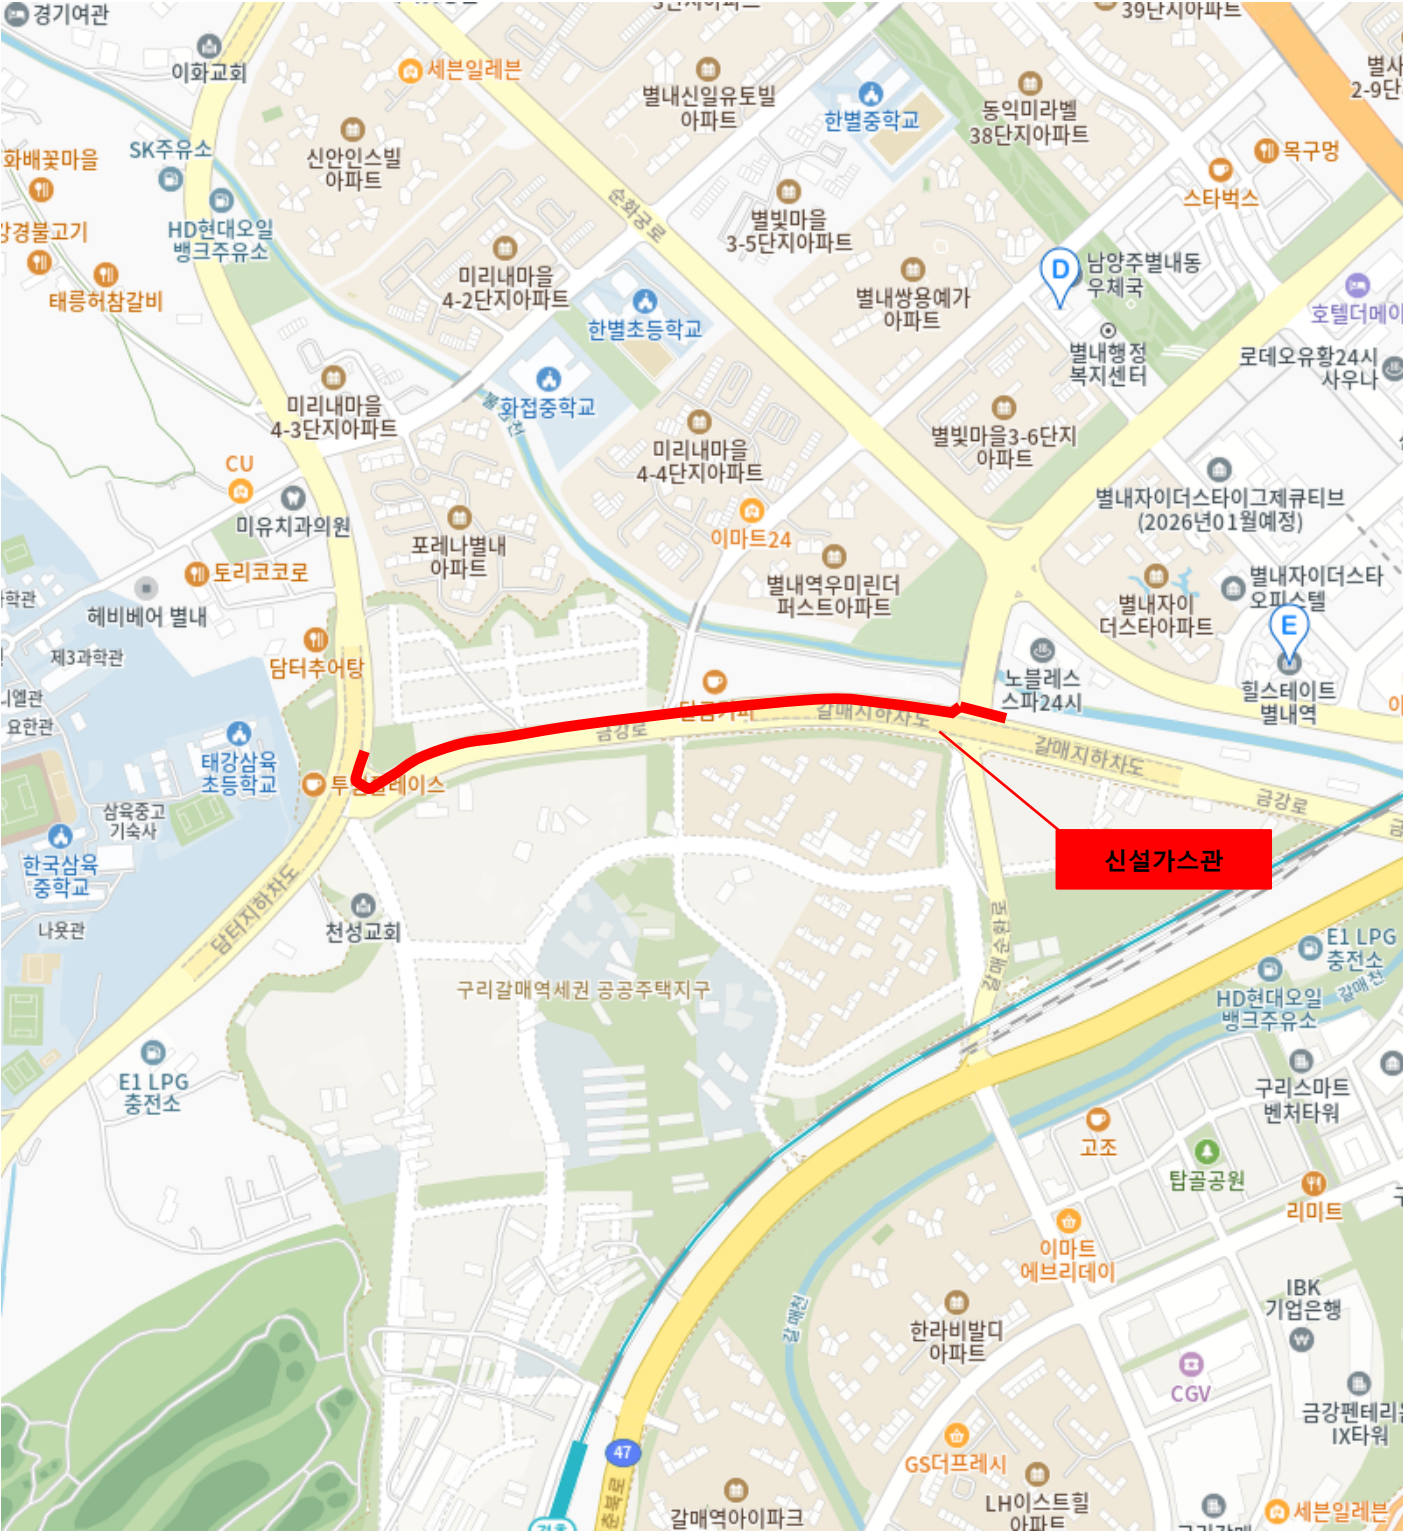 경기여관
이화교회
세븐일레븐
39단지아파트
별내신일유토빌
아파트
한별중학교
동익미라벨
38단지아파트
2-9단
SK주유소
신안인스빌
아파트
화배꽃마을
목구멍
스타벅스
순화궁로
별빛마을
3-5단지아파트
HD현대오일
뱅크주유소
강경불고기
태릉허참갈비
미리내마을
4-2단지아파트
한별초등학교
별내쌍용예가
아파트
D
남양주별내동
우체국
호텔더메이
별내행정
복지센터
로데오유황24시
사우나
화접중학교
미리내마을
4-3단지아파트
별빛마을3-6단지
아파트
미리내마을
4-4단지아파트
CU
미유치과의원
이마트24
별내자이더스타이그제큐티브
(2026년01월예정)
포레나별내
아파트
토리코코로
별내역우미린더
퍼스트아파트
별내자이
더스타아파트
별내자이더스타
오피스텔
E
헤비베어 별내
제3과학관
담터추어탕
노블레스
스파24시
힐스테이트
별내역
요한관
금강로
갈매지하차도
갈매지하차도
태강삼육
초등학교
투썸플레이스
금강로
삼육중고
기숙사
한국삼육
중학교
신설가스관
나욧관
담터지하차도
천성교회
갈매순환로
E1 LPG
충전소
구리갈매역세권 공공주택지구
HD현대오일
뱅크주유소
갈매천
E1 LPG
충전소
구리스마트
벤처타워
고조
탑골공원
리미트
이마트
에브리데이
IBK
기업은행
갈매천
한라비발디
아파트
CGV
금강펜테리움
IX타워
47
GS더프레시
LH이스트힐
아파트
갈매역아이파크
세븐일레븐